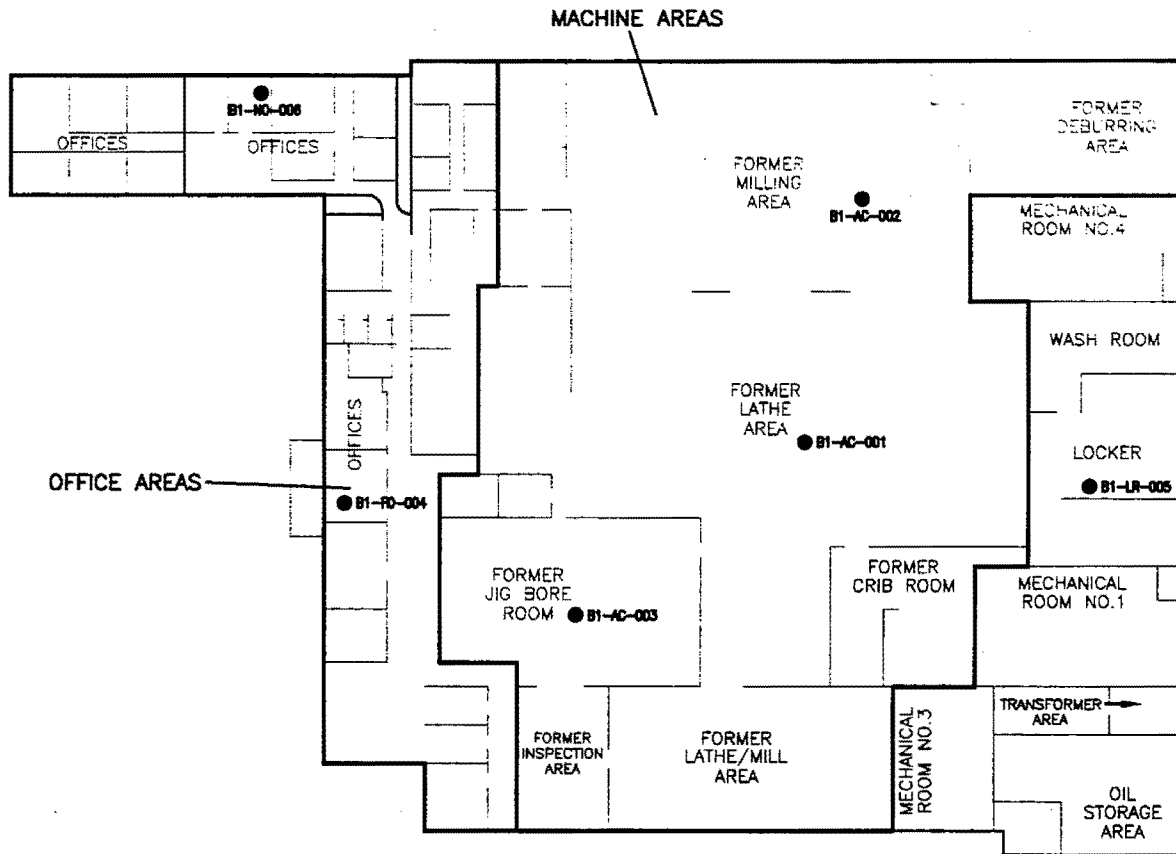 MACHINE AREAS
B1-NO-006
OFFICES
OFFICES
FORMER
DEBURRING
AREA
FORMER
MILLING
AREA
B1-AC-002
MECHANICAL
ROOM NO.4
WASH ROOM
FORMER
LATHE
AREA
B1-AC-001
OFFICES
LOCKER
B1-LR-005
OFFICE AREAS
B1-FO-004
FORMER
JIG BORE
ROOM
B1-AC-003
FORMER
CRIB ROOM
MECHANICAL
ROOM NO.1
TRANSFORMER
AREA
FORMER
INSPECTION
AREA
FORMER
LATHE/MILL
AREA
MECHANICAL
ROOM NO.3
OIL
STORAGE
AREA